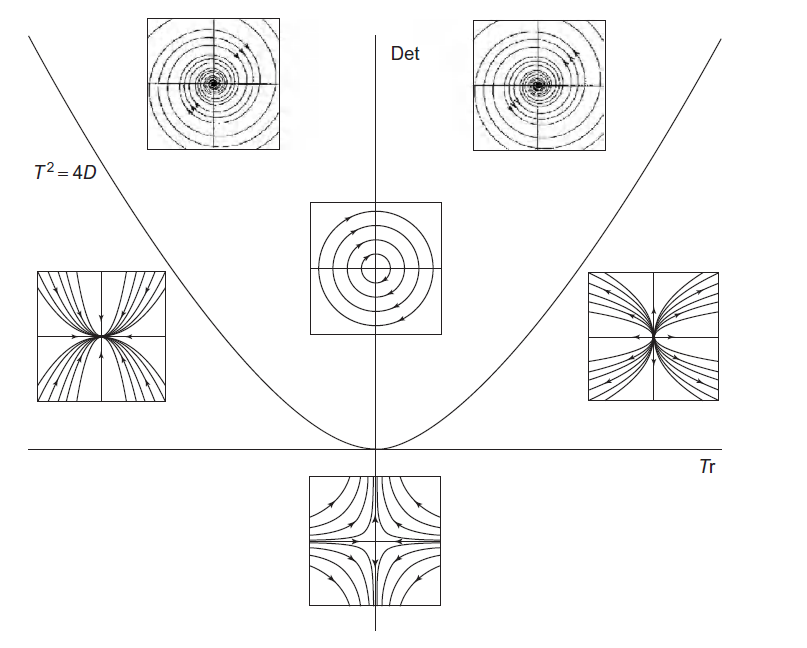 Det
T² = 4D
Tr